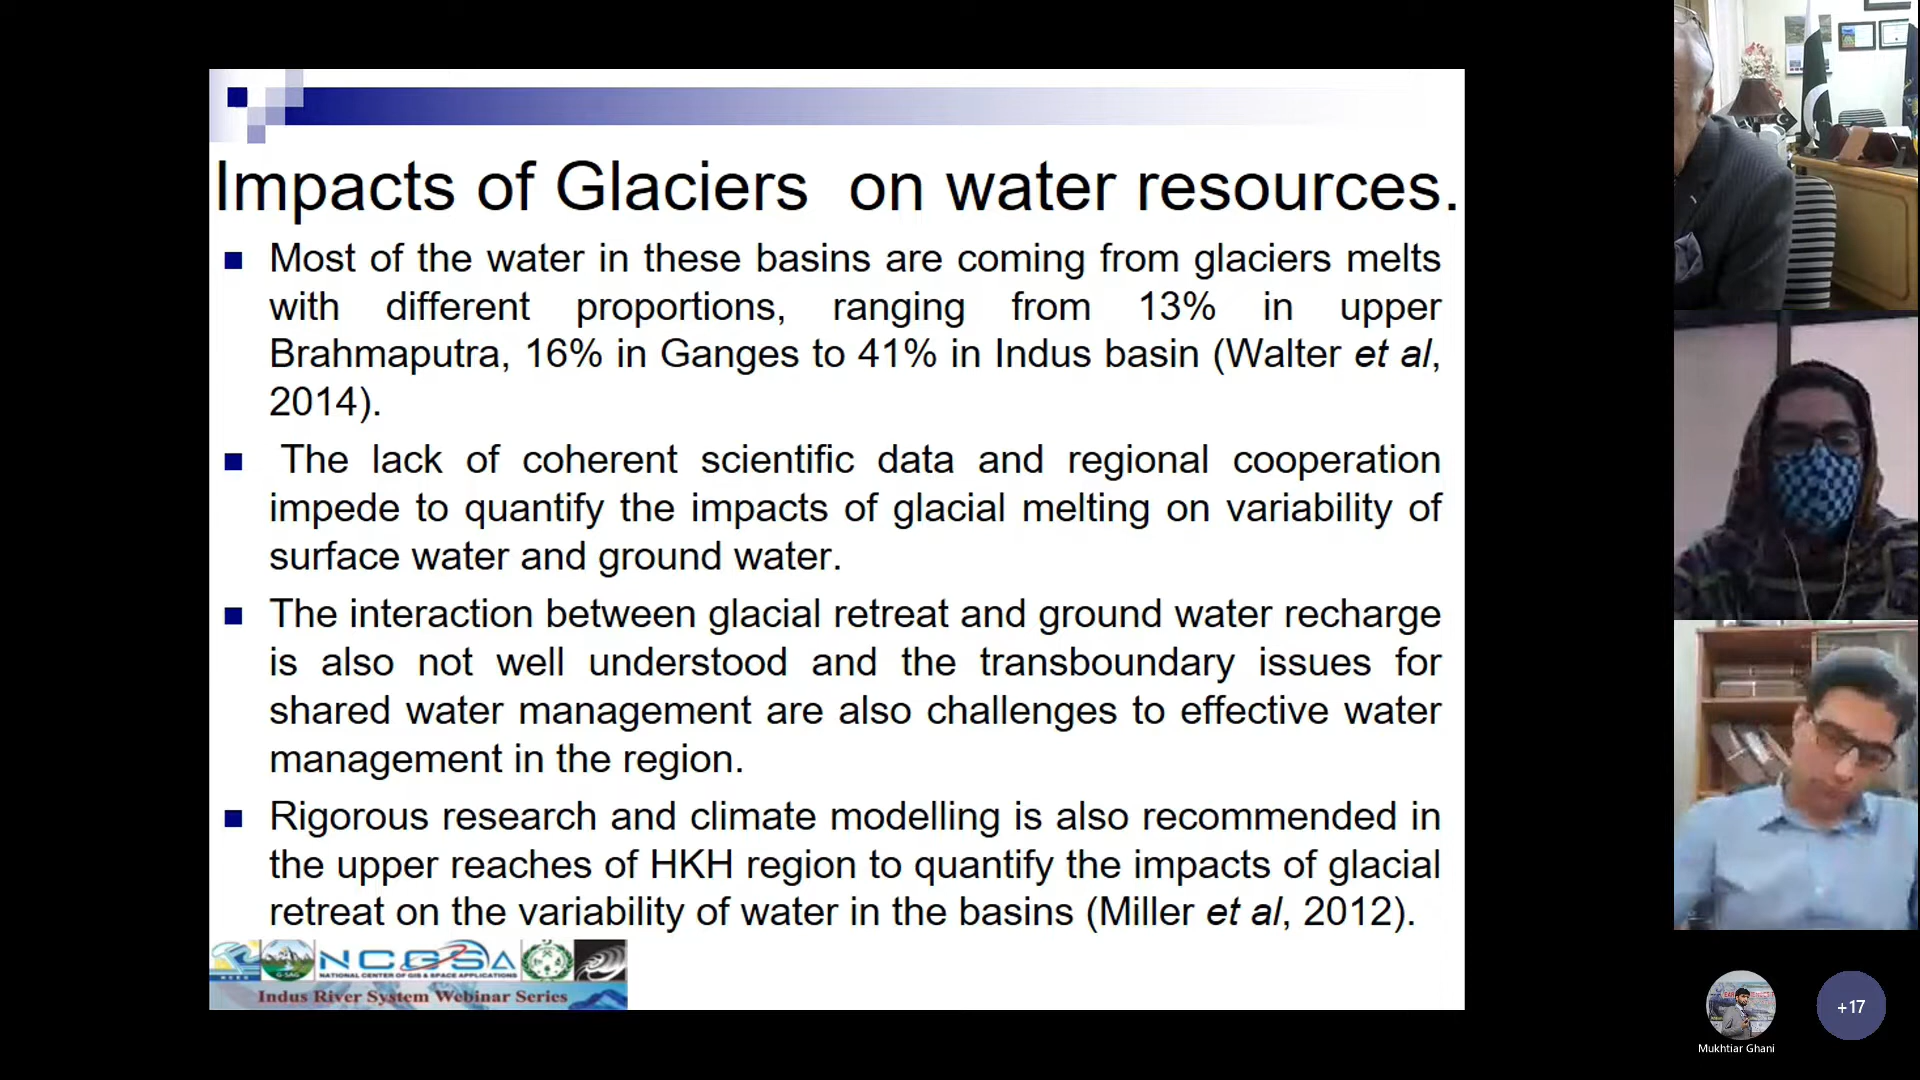 Impacts of Glaciers on water resources.
Most of the water in these basins are coming from glaciers melts
with different proportions, ranging from 13% in upper
Brahmaputra, 16% in Ganges to 41% in Indus basin (Walter et al,
2014).
The lack of coherent scientific data and regional cooperation
impede to quantify the impacts of glacial melting on variability of
surface water and ground water.
The interaction between glacial retreat and ground water recharge
is also not well understood and the transboundary issues for
shared water management are also challenges to effective water
management in the region.
Rigorous research and climate modelling is also recommended in
the upper reaches of HKH region to quantify the impacts of glacial
retreat on the variability of water in the basins (Miller et al, 2012).
G-SAG
NCGSA
NATIONAL CENTER OF GIS & SPACE APPLICATIONS
Indus River System Webinar Series
+17
Mukhtiar Ghani